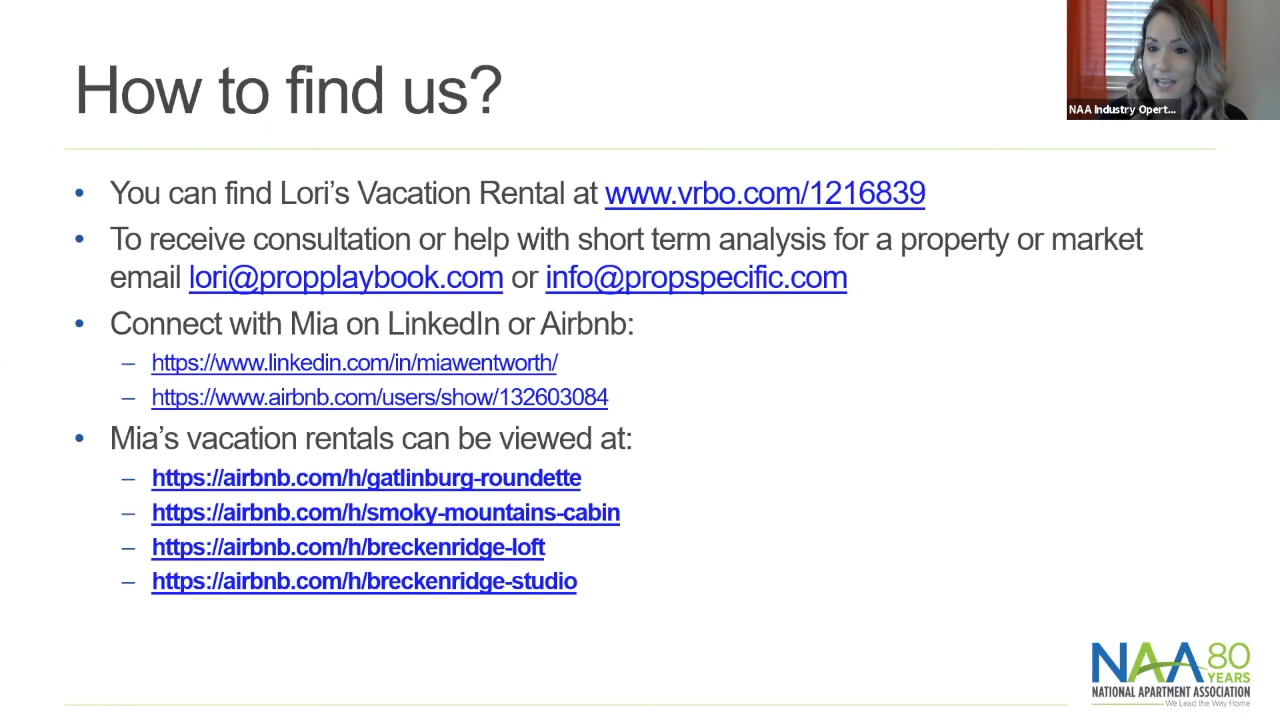 How to find us?
NAA Industry Opert...
• You can find Lori's Vacation Rental at www.vrbo.com/1216839
• To receive consultation or help with short term analysis for a property or market
email lori@propplaybook.com or info@propspecific.com
• Connect with Mia on LinkedIn or Airbnb:
– https://www.linkedin.com/in/miawentworth/
– https://www.airbnb.com/users/show/132603084
• Mia's vacation rentals can be viewed at:
– https://airbnb.com/h/gatlinburg-roundette
– https://airbnb.com/h/smoky-mountains-cabin
– https://airbnb.com/h/breckenridge-loft
– https://airbnb.com/h/breckenridge-studio
NAA 80
YEARS
NATIONAL APARTMENT ASSOCIATION
We Lead the Way Home